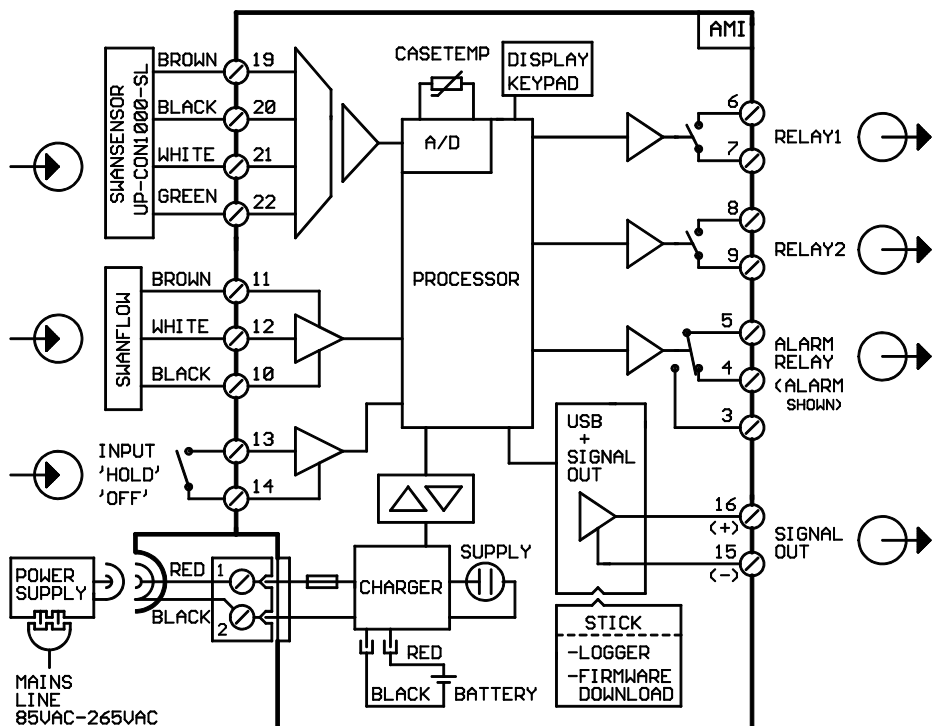 AMI
SWANSENSOR
UP-CON1000-SL
BROWN
19
BLACK
20
WHITE
21
GREEN
22
CASETEMP
DISPLAY
KEYPAD
A/D
PROCESSOR
6
7
RELAY1
8
9
RELAY2
SWANFLOW
BROWN
11
WHITE
12
BLACK
10
5
4
3
ALARM
RELAY
(ALARM
SHOWN)
INPUT
'HOLD'
'OFF'
13
14
USB
+
SIGNAL
OUT
16
(+)
15
(-)
SIGNAL
OUT
POWER
SUPPLY
RED
1
BLACK
2
CHARGER
SUPPLY
RED
BLACK
BATTERY
STICK
-LOGGER
-FIRMWARE
DOWNLOAD
MAINS
LINE
85VAC-265VAC